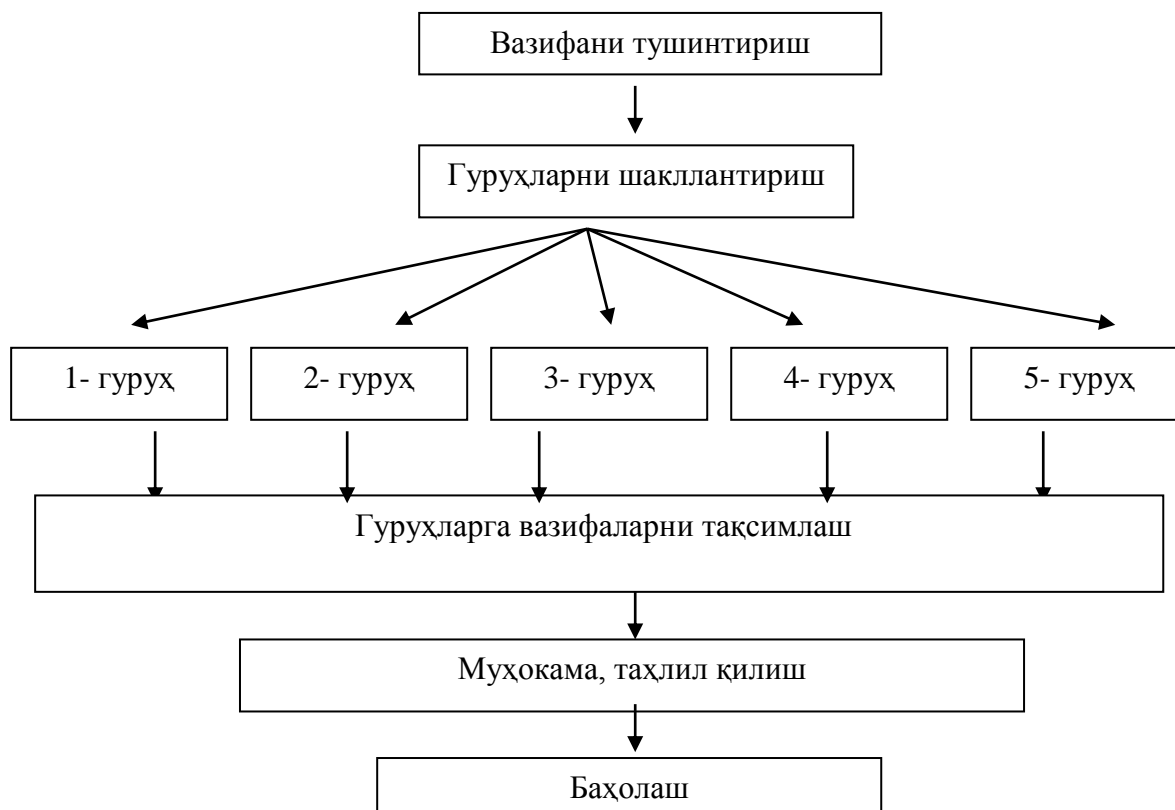 Вазифани тушинтириш
Гуруҳларни шакллантириш
1- гуруҳ
2- гуруҳ
3- гуруҳ
4- гуруҳ
5- гуруҳ
Гуруҳларга вазифаларни тақсимлаш
Муҳокама, таҳлил қилиш
Баҳолаш